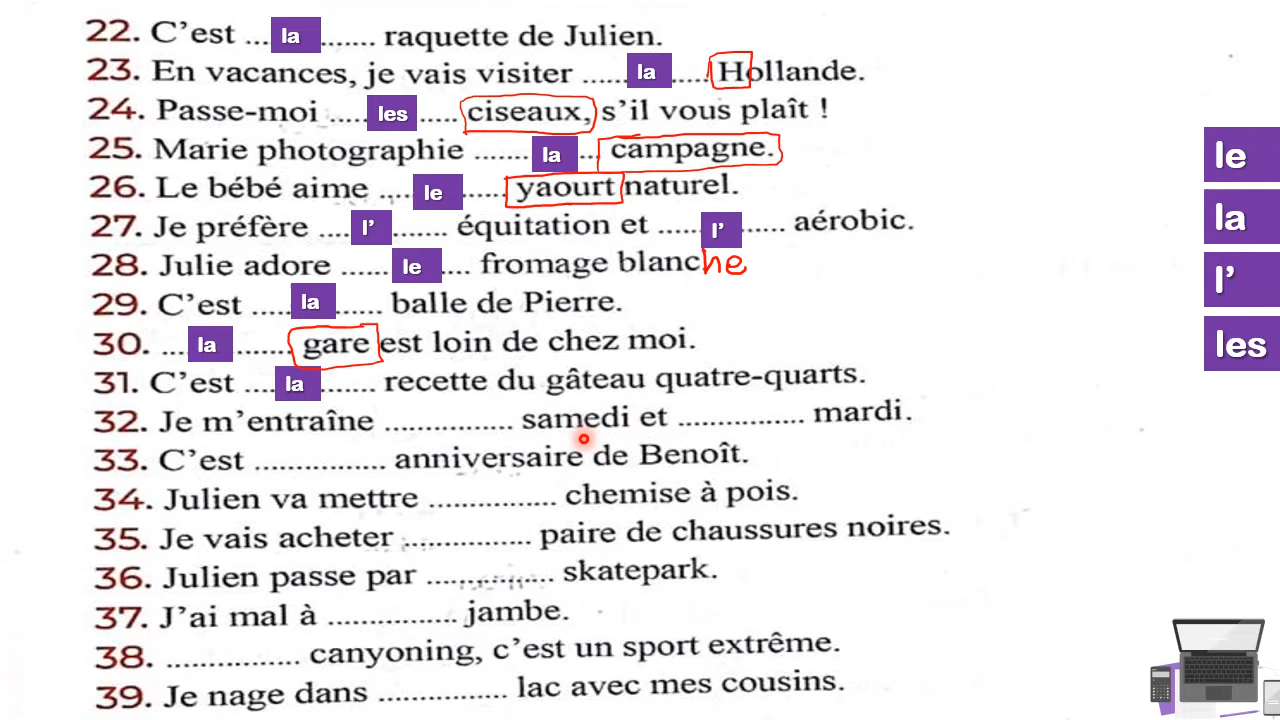 22. C'est ... la ....... raquette de Julien.
23. En vacances, je vais visiter ...... la ..... Hollande.
24. Passe-moi ..... les ..... ciseaux, s'il vous plaît !
25. Marie photographie ....... la ... campagne.
26. Le bébé aime .... le ...... yaourt naturel.
27. Je préfère .... l' ....... équitation et ..... l' ...... aérobic.
28. Julie adore ...... le .... fromage blanche
29. C'est ..... la ...... balle de Pierre.
30. ... la ....... gare est loin de chez moi.
31. C'est .... la ....... recette du gâteau quatre-quarts.
32. Je m'entraîne ................ samedi et ................ mardi.
33. C'est ................ anniversaire de Benoît.
34. Julien va mettre ................ chemise à pois.
35. Je vais acheter ................ paire de chaussures noires.
36. Julien passe par ................ skatepark.
37. J'ai mal à ................ jambe.
38. ................ canyoning, c'est un sport extrême.
39. Je nage dans ................ lac avec mes cousins.
le
la
l'
les